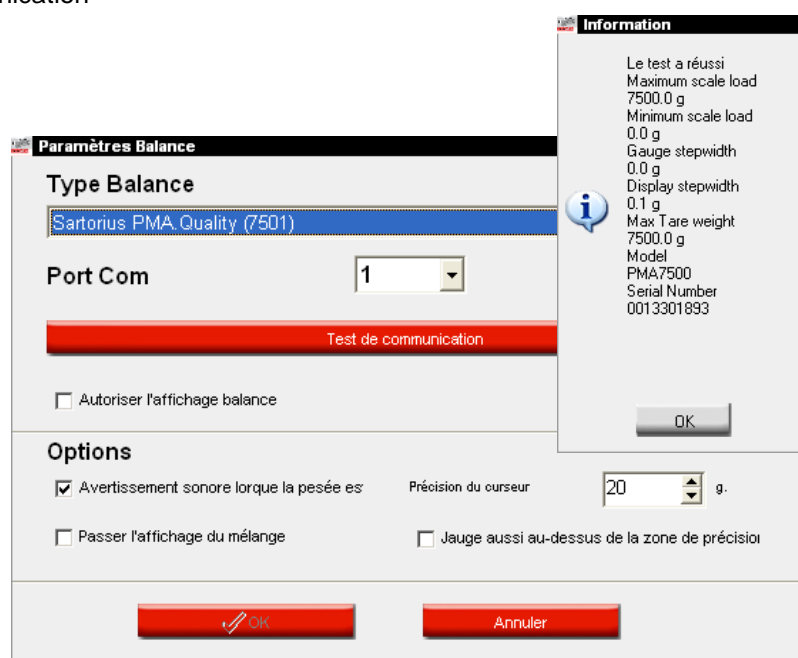 Information
Le test a réussi
Maximum scale load
7500.0 g
Minimum scale load
0.0 g
Gauge stepwidth
0.0 g
Display stepwidth
0.1 g
Max Tare weight
7500.0 g
Model
PMA7500
Serial Number
0013301893
OK
Paramètres Balance
Type Balance
Sartorius PMA.Quality (7501)
Port Com
1
Test de communication
Autoriser l'affichage balance
Options
Avertissement sonore lorque la pesée es
Précision du curseur
20
g.
Passer l'affichage du mélange
Jauge aussi au-dessus de la zone de précision
OK
Annuler